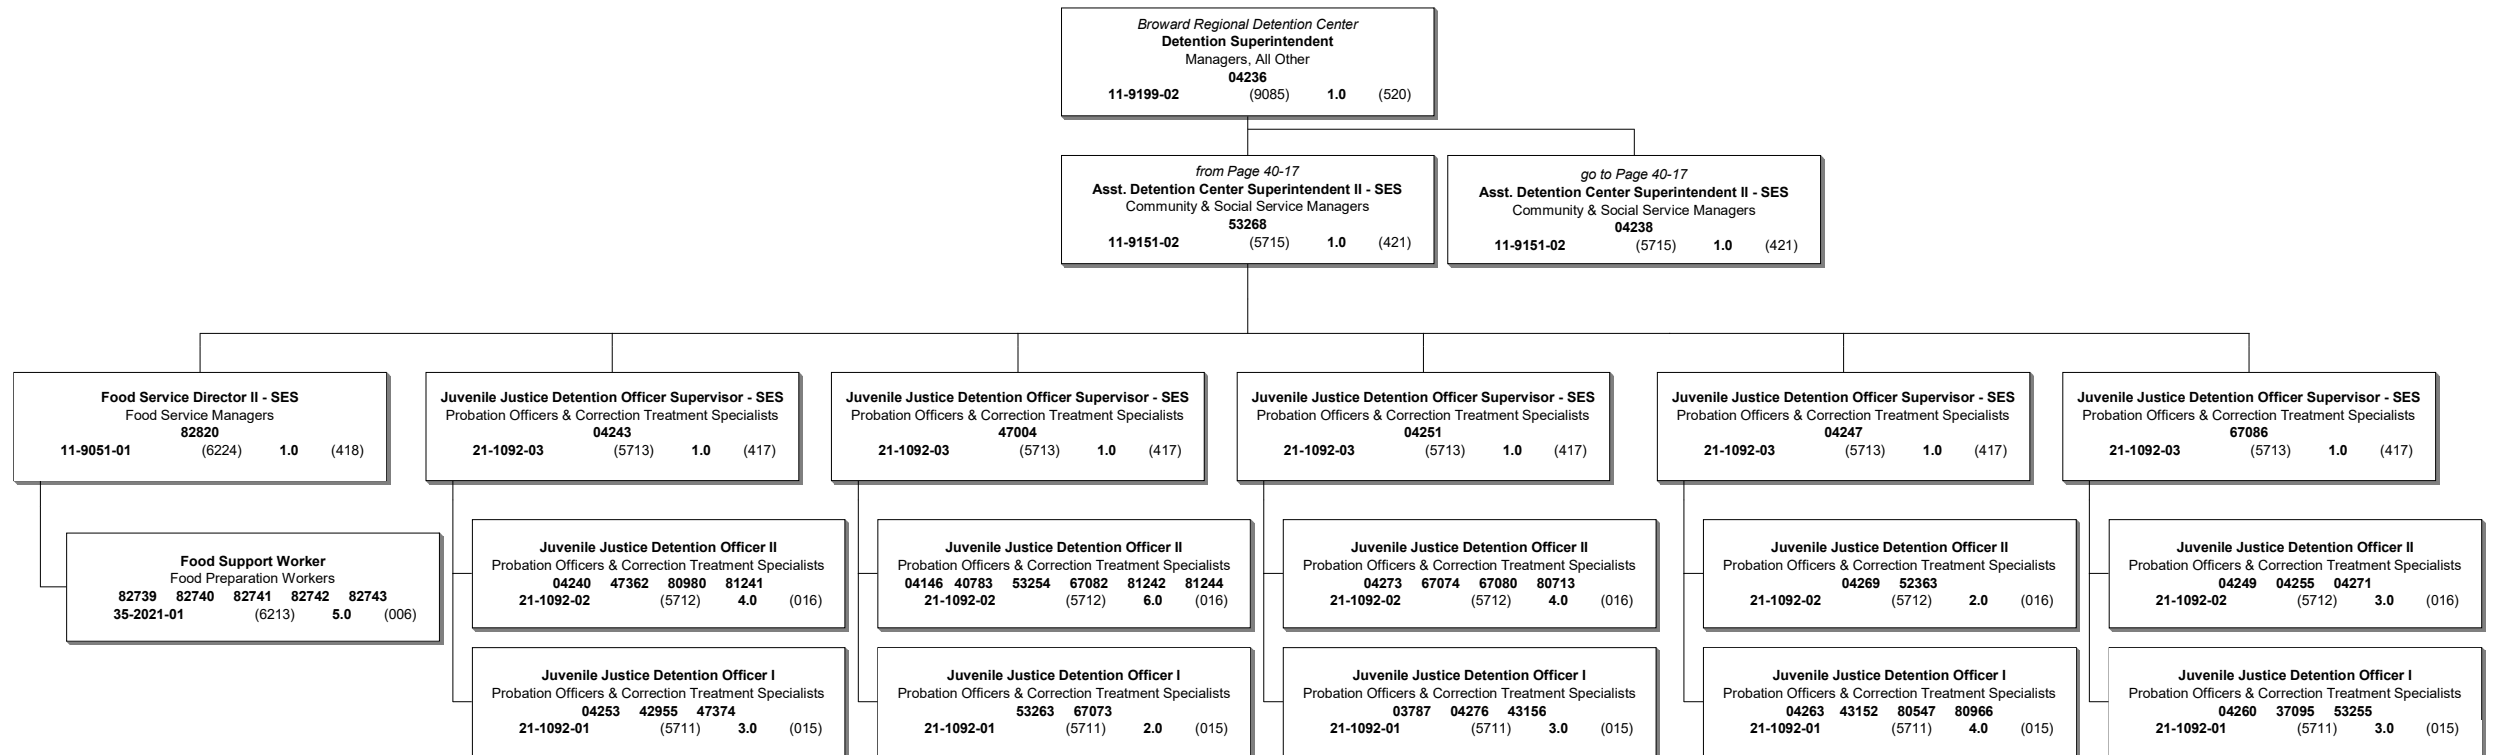 Broward Regional Detention Center
Detention Superintendent
Managers, All Other
04236
11-9199-02 (9085) 1.0 (520)
from Page 40-17
Asst. Detention Center Superintendent II - SES
Community & Social Service Managers
53268
11-9151-02 (5715) 1.0 (421)
go to Page 40-17
Asst. Detention Center Superintendent II - SES
Community & Social Service Managers
04238
11-9151-02 (5715) 1.0 (421)
Food Service Director II - SES
Food Service Managers
82820
11-9051-01 (6224) 1.0 (418)
Juvenile Justice Detention Officer Supervisor - SES
Probation Officers & Correction Treatment Specialists
04243
21-1092-03 (5713) 1.0 (417)
Juvenile Justice Detention Officer Supervisor - SES
Probation Officers & Correction Treatment Specialists
47004
21-1092-03 (5713) 1.0 (417)
Juvenile Justice Detention Officer Supervisor - SES
Probation Officers & Correction Treatment Specialists
04251
21-1092-03 (5713) 1.0 (417)
Juvenile Justice Detention Officer Supervisor - SES
Probation Officers & Correction Treatment Specialists
04247
21-1092-03 (5713) 1.0 (417)
Juvenile Justice Detention Officer Supervisor - SES
Probation Officers & Correction Treatment Specialists
67086
21-1092-03 (5713) 1.0 (417)
Food Support Worker
Food Preparation Workers
82739 82740 82741 82742 82743
35-2021-01 (6213) 5.0 (006)
Juvenile Justice Detention Officer II
Probation Officers & Correction Treatment Specialists
04240 47362 80980 81241
21-1092-02 (5712) 4.0 (016)
Juvenile Justice Detention Officer II
Probation Officers & Correction Treatment Specialists
04146 40783 53254 67082 81242 81244
21-1092-02 (5712) 6.0 (016)
Juvenile Justice Detention Officer II
Probation Officers & Correction Treatment Specialists
04273 67074 67080 80713
21-1092-02 (5712) 4.0 (016)
Juvenile Justice Detention Officer II
Probation Officers & Correction Treatment Specialists
04269 52363
21-1092-02 (5712) 2.0 (016)
Juvenile Justice Detention Officer II
Probation Officers & Correction Treatment Specialists
04249 04255 04271
21-1092-02 (5712) 3.0 (016)
Juvenile Justice Detention Officer I
Probation Officers & Correction Treatment Specialists
04253 42955 47374
21-1092-01 (5711) 3.0 (015)
Juvenile Justice Detention Officer I
Probation Officers & Correction Treatment Specialists
53263 67073
21-1092-01 (5711) 2.0 (015)
Juvenile Justice Detention Officer I
Probation Officers & Correction Treatment Specialists
03787 04276 43156
21-1092-01 (5711) 3.0 (015)
Juvenile Justice Detention Officer I
Probation Officers & Correction Treatment Specialists
04263 43152 80547 80966
21-1092-01 (5711) 4.0 (015)
Juvenile Justice Detention Officer I
Probation Officers & Correction Treatment Specialists
04260 37095 53255
21-1092-01 (5711) 3.0 (015)